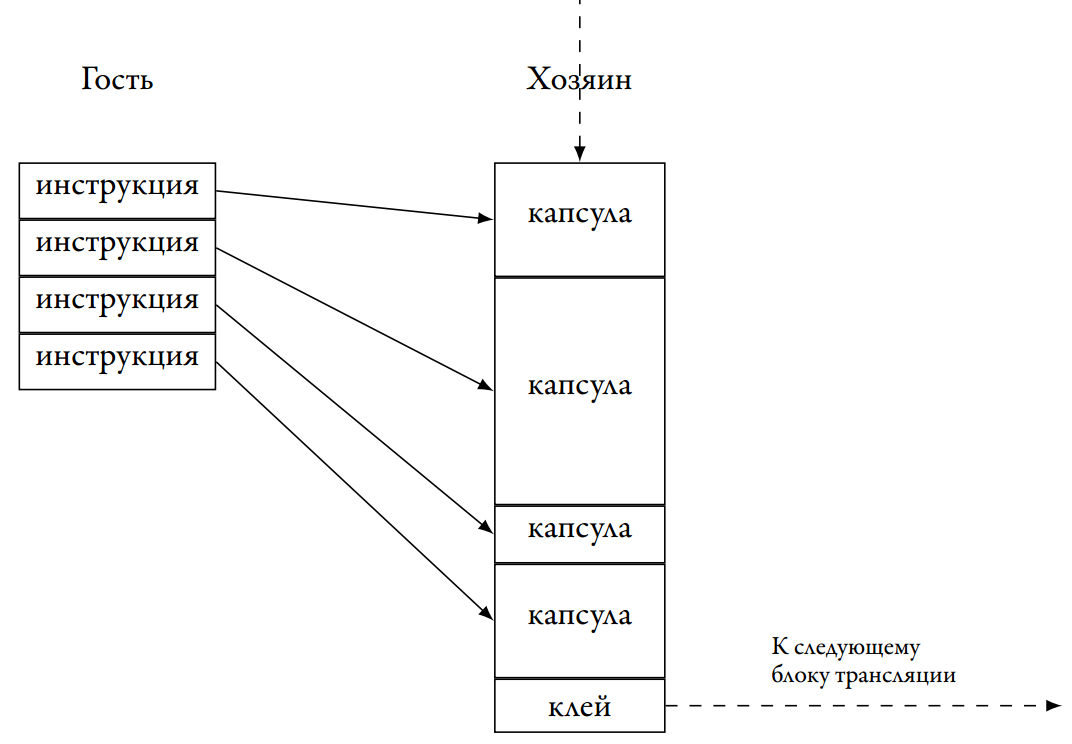 Гость
Хозяин
инструкция
инструкция
инструкция
инструкция
капсула
капсула
капсула
капсула
клей
К следующему
блоку трансляции